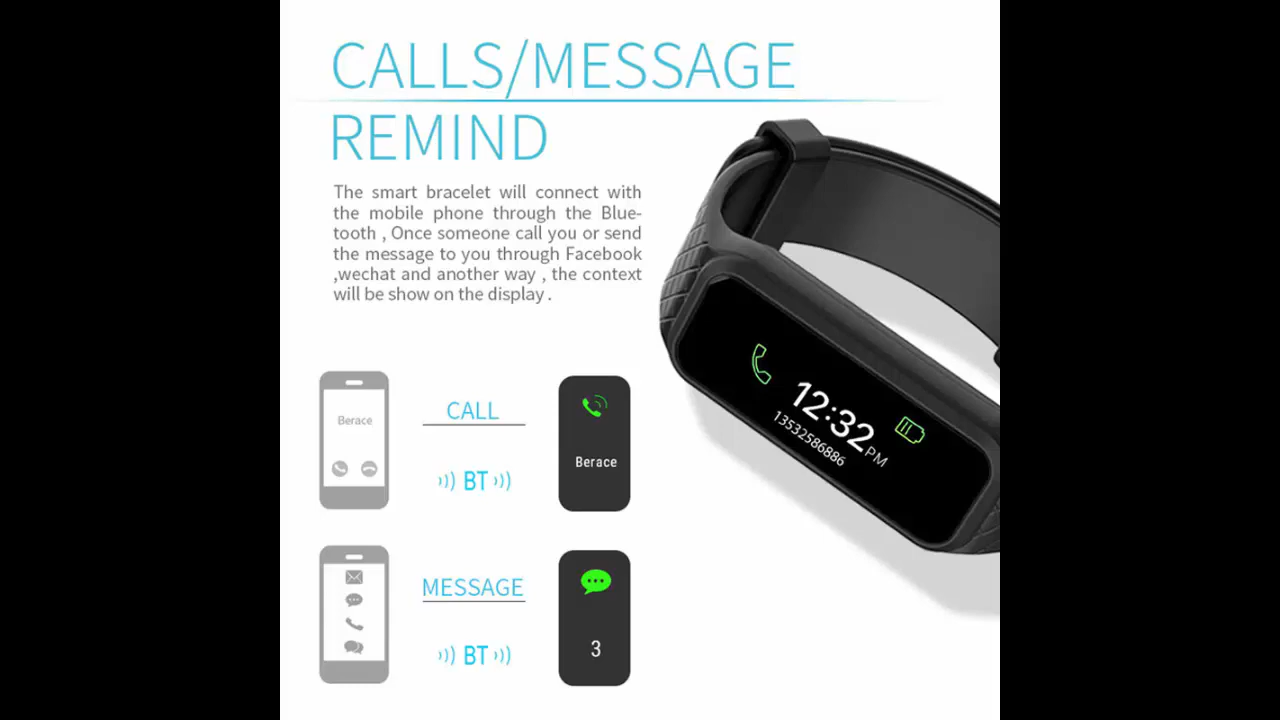 CALLS/MESSAGE
REMIND
The smart bracelet will connect with
the mobile phone through the Blue-
tooth , Once someone call you or send
the message to you through Facebook
,wechat and another way , the context
will be show on the display .
Berace
CALL
BT
Berace
12:32 PM
13532586886
MESSAGE
BT
3